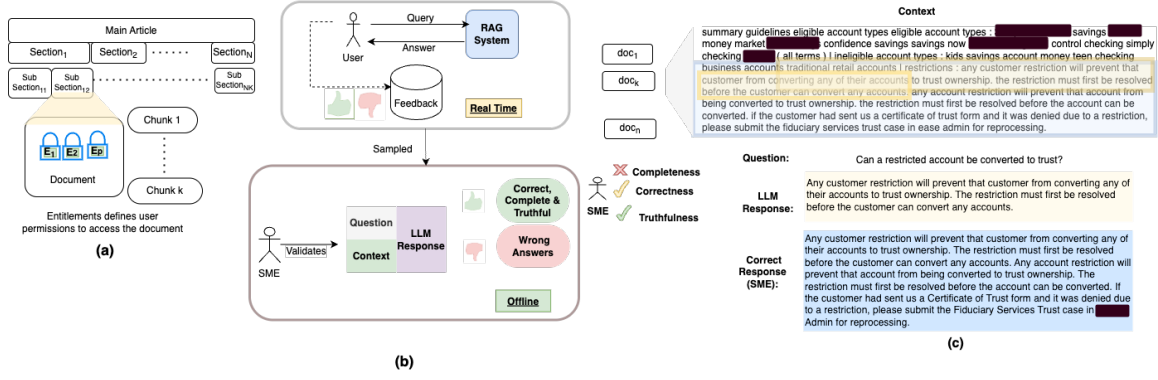 Main Article
Section1
Section2
SectionN
Sub
Section11
Sub
Section12
Sub
SectionNK
E1
E2
Ep
Document
Chunk 1
Chunk k
Entitlements defines user
permissions to access the document
(a)
Query
Answer
User
RAG
System
Feedback
Real Time
Sampled
SME
Validates
Question
Context
LLM
Response
Correct,
Complete &
Truthful
Wrong
Answers
Offline
(b)
Context
doc1
dock
docn
summary guidelines eligible account types eligible account types : savings
money market s confidence savings savings now control checking simply
checking ( all terms ) l ineligible account types : kids savings account money teen checking
business accounts traditional retail accounts l restrictions : any customer restriction will prevent that
customer from converting any of their accounts to trust ownership. the restriction must first be resolved
before the customer can convert any accounts. any account restriction will prevent that account from
being converted to trust ownership. the restriction must first be resolved before the account can be
converted. if the customer had sent us a certificate of trust form and it was denied due to a restriction,
please submit the fiduciary services trust case in ease admin for reprocessing.
SME
Completeness
Correctness
Truthfulness
Question:
Can a restricted account be converted to trust?
LLM
Response:
Any customer restriction will prevent that customer from converting any of
their accounts to trust ownership. The restriction must first be resolved
before the customer can convert any accounts.
Correct
Response
(SME):
Any customer restriction will prevent that customer from converting any of
their accounts to trust ownership. The restriction must first be resolved
before the customer can convert any accounts. Any account restriction will
prevent that account from being converted to trust ownership. The
restriction must first be resolved before the account can be converted. If
the customer had sent us a Certificate of Trust form and it was denied due
to a restriction, please submit the Fiduciary Services Trust case in
Admin for reprocessing.
(c)